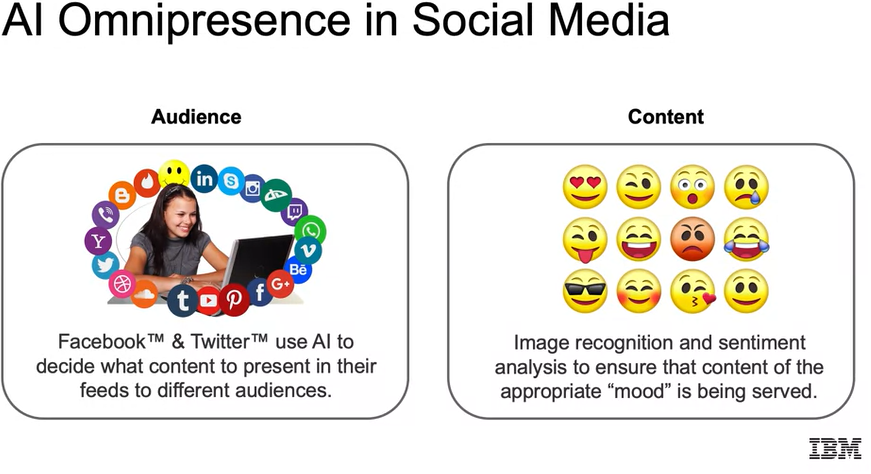 AI Omnipresence in Social Media
Audience
Facebook™ & Twitter™ use AI to
decide what content to present in their
feeds to different audiences.
Content
Image recognition and sentiment
analysis to ensure that content of the
appropriate “mood” is being served.
in
S
Y
Bē
G+
f
t
IBM